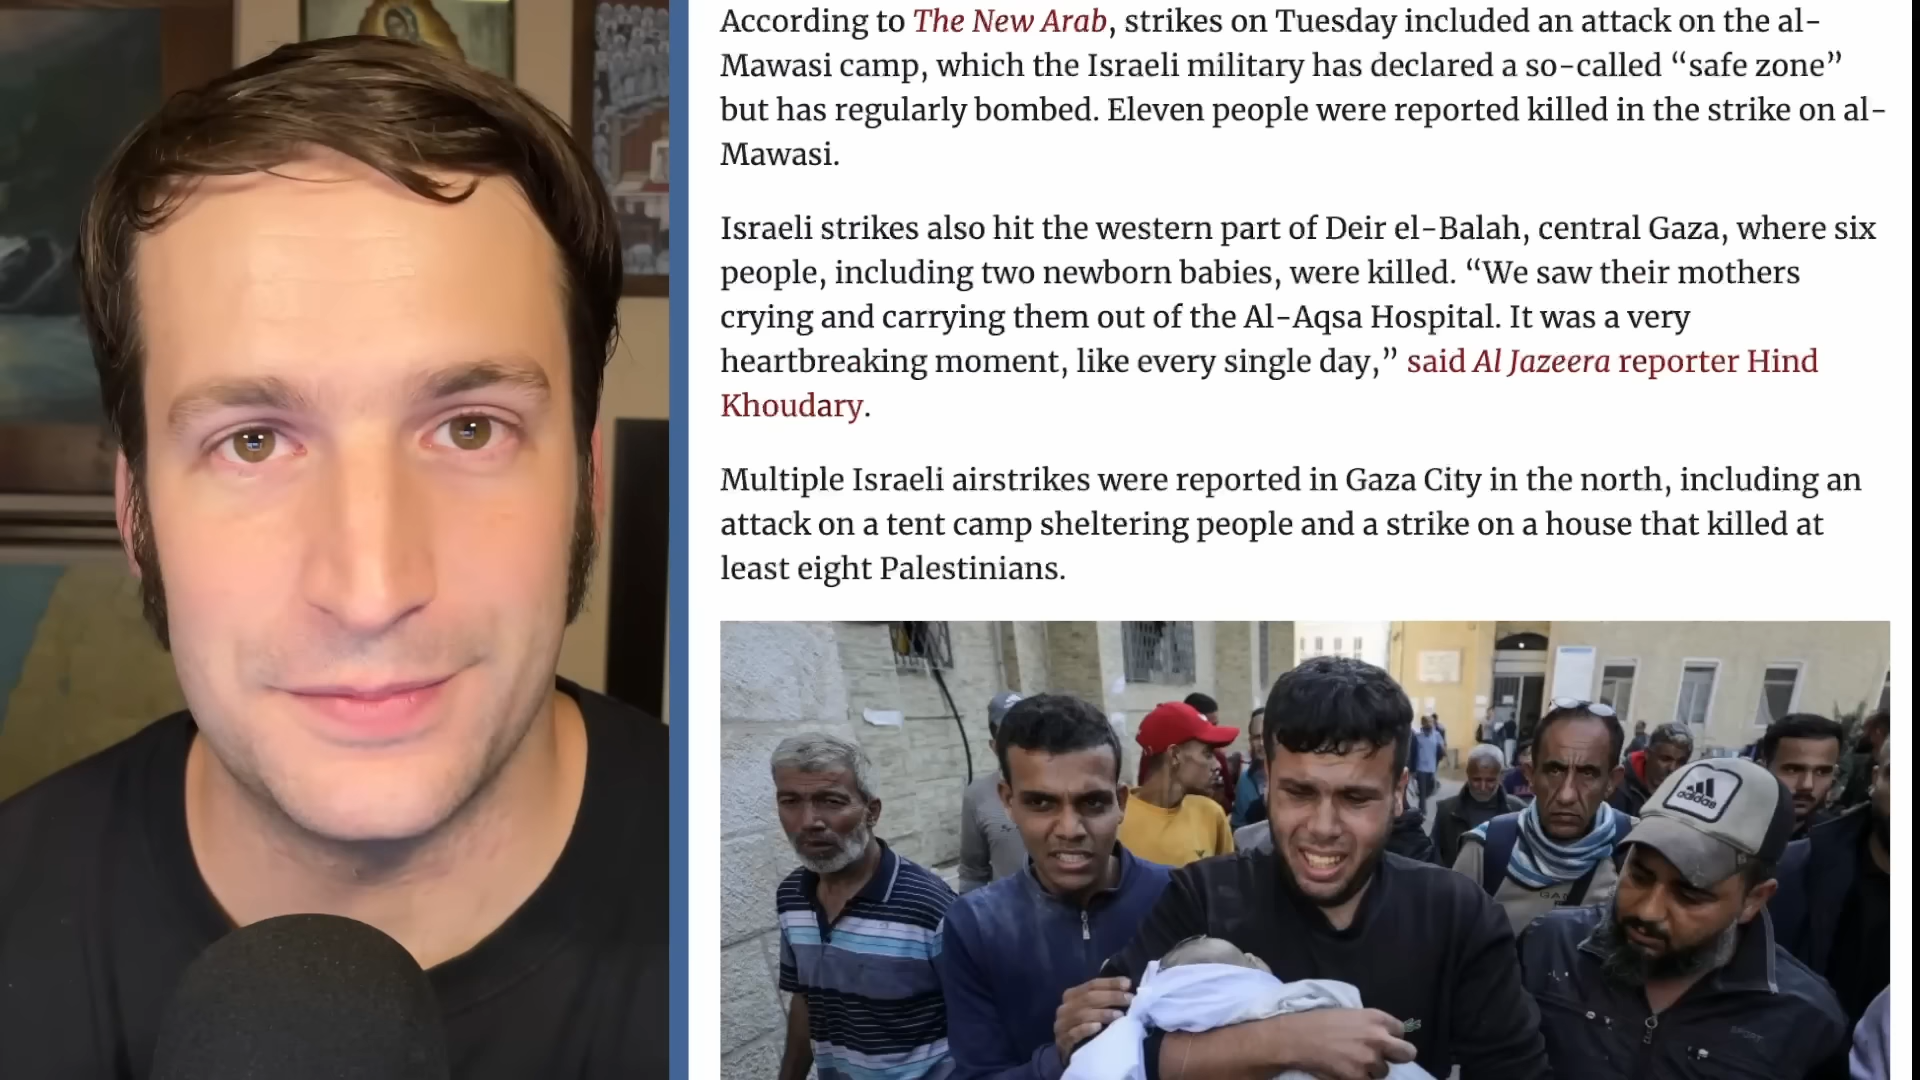 According to The New Arab, strikes on Tuesday included an attack on the al-
Mawasi camp, which the Israeli military has declared a so-called “safe zone”
but has regularly bombed. Eleven people were reported killed in the strike on al-
Mawasi.
Israeli strikes also hit the western part of Deir el-Balah, central Gaza, where six
people, including two newborn babies, were killed. “We saw their mothers
crying and carrying them out of the Al-Aqsa Hospital. It was a very
heartbreaking moment, like every single day,” said Al Jazeera reporter Hind
Khoudary.
Multiple Israeli airstrikes were reported in Gaza City in the north, including an
attack on a tent camp sheltering people and a strike on a house that killed at
least eight Palestinians.
adidas